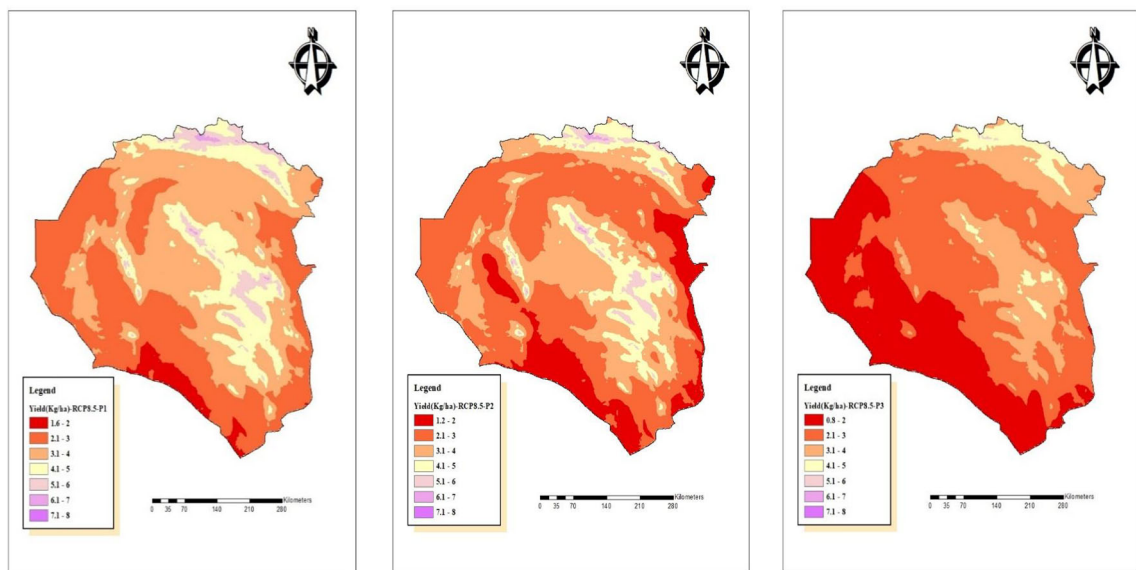 N
Legend
Yield(Kg/ha)-RCP8.5-P1
1.6 - 2
2.1 - 3
3.1 - 4
4.1 - 5
5.1 - 6
6.1 - 7
7.1 - 8
Kilometers
0 35 70 140 210 280
N
Legend
Yield(Kg/ha)-RCP8.5-P2
1.2 - 2
2.1 - 3
3.1 - 4
4.1 - 5
5.1 - 6
6.1 - 7
7.1 - 8
Kilometers
0 35 70 140 210 280
N
Legend
Yield(Kg/ha)-RCP8.5-P3
0.8 - 2
2.1 - 3
3.1 - 4
4.1 - 5
5.1 - 6
6.1 - 7
7.1 - 8
Kilometers
0 35 70 140 210 280